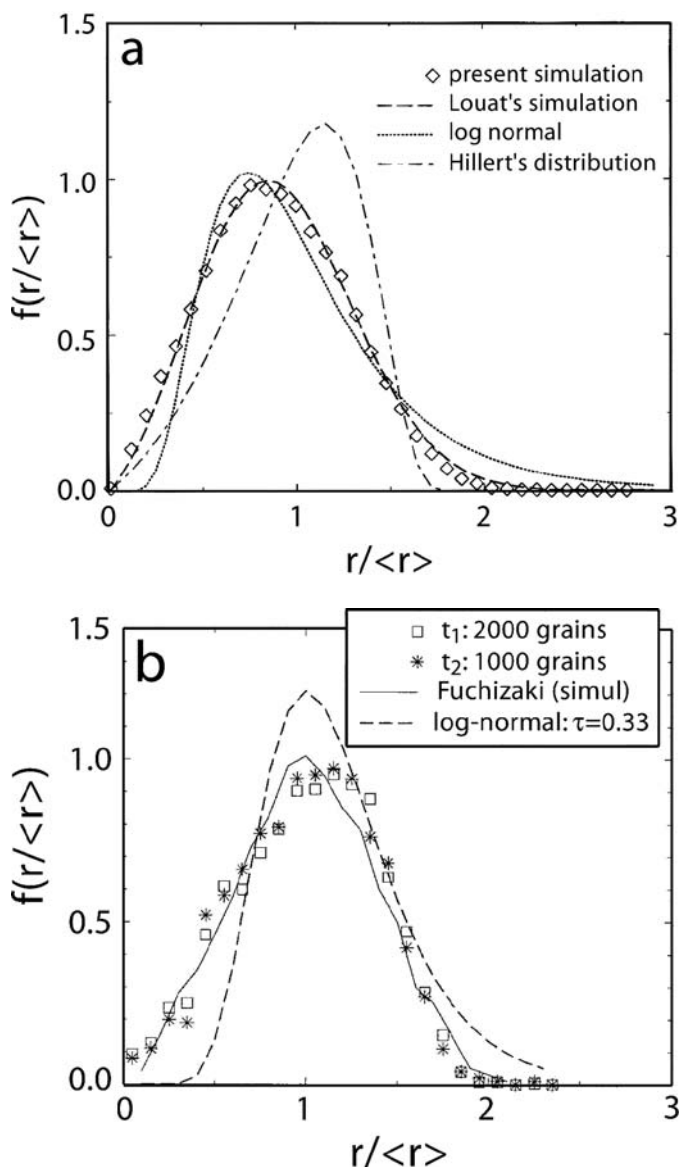 a
1.5
1.0
0.5
0.0
f(r/<r>)
present simulation
Louat's simulation
log normal
Hillert's distribution
0
1
2
3
r/<r>
b
1.5
1.0
0.5
0.0
f(r/<r>)
t₁: 2000 grains
t₂: 1000 grains
Fuchizaki (simul)
log-normal: τ=0.33
0
1
2
3
r/<r>